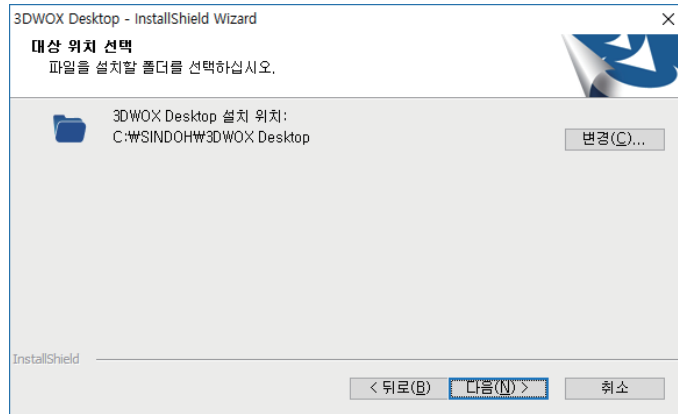 3DWOX Desktop - InstallShield Wizard
대상 위치 선택
파일을 설치할 폴더를 선택하십시오.
3DWOX Desktop 설치 위치:
C:₩SINDOH₩3DWOX Desktop
변경(C)...
InstallShield
< 뒤로(B)
다음(N) >
취소